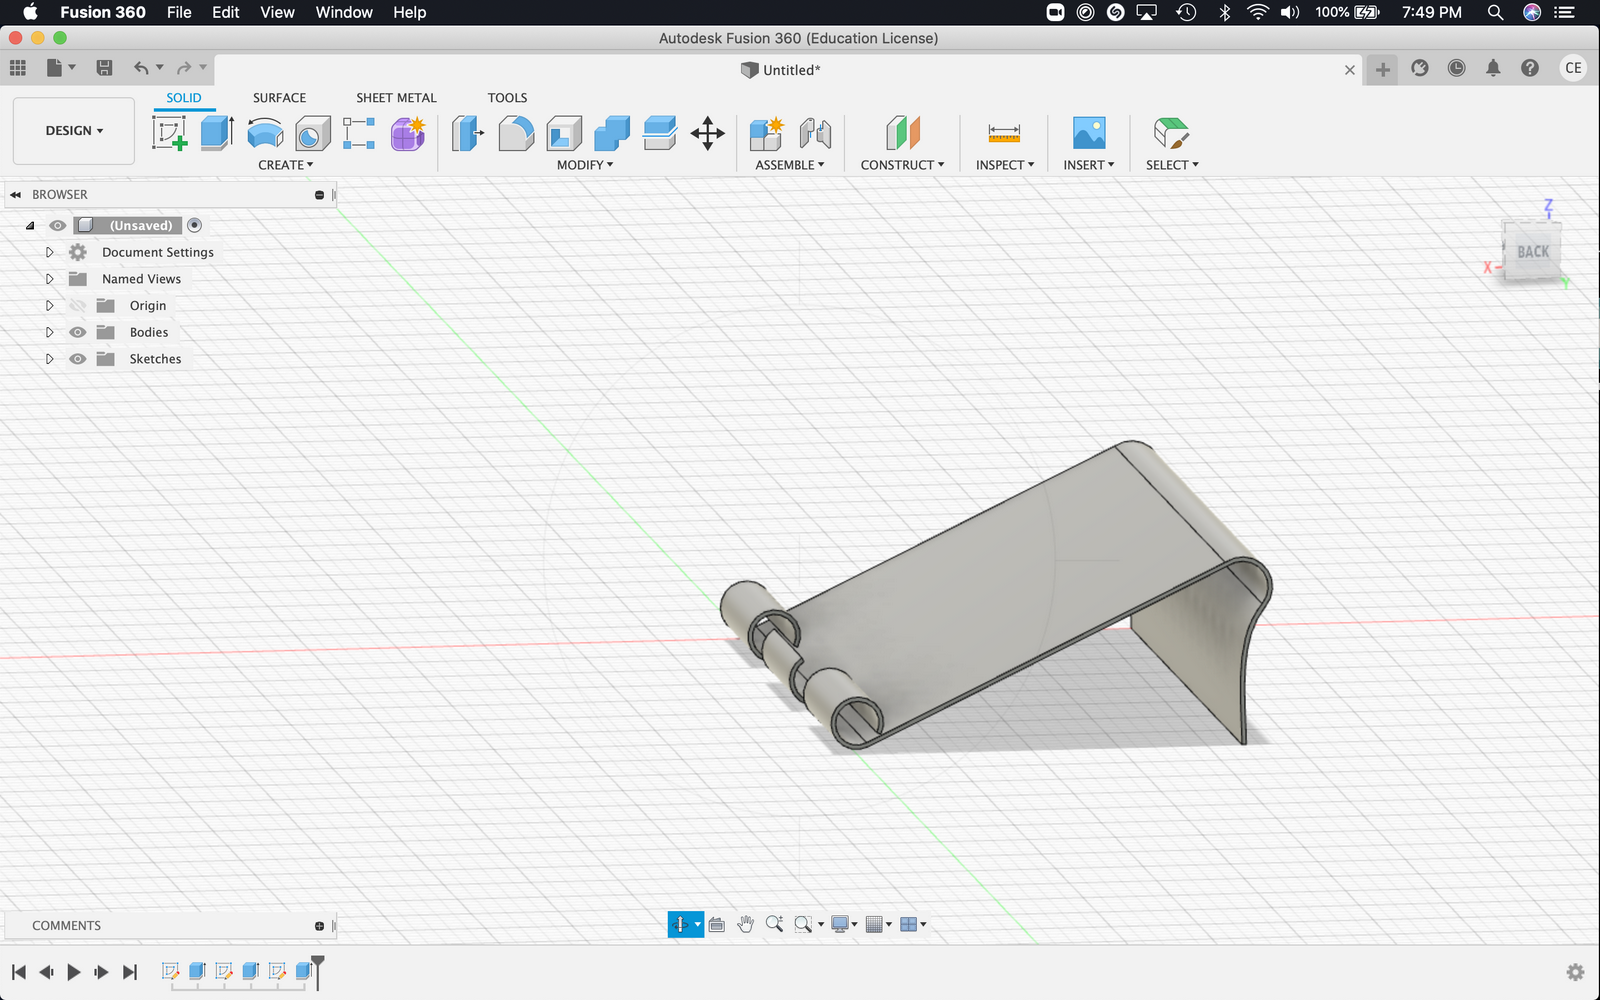 Fusion 360 File Edit View Window Help 100% 7:49 PM
Autodesk Fusion 360 (Education License)
Untitled* CE
SOLID SURFACE SHEET METAL TOOLS
DESIGN
CREATE MODIFY ASSEMBLE CONSTRUCT INSPECT INSERT SELECT
BROWSER
(Unsaved)
Document Settings
Named Views
Origin
Bodies
Sketches
Z
BACK
X
Y
COMMENTS